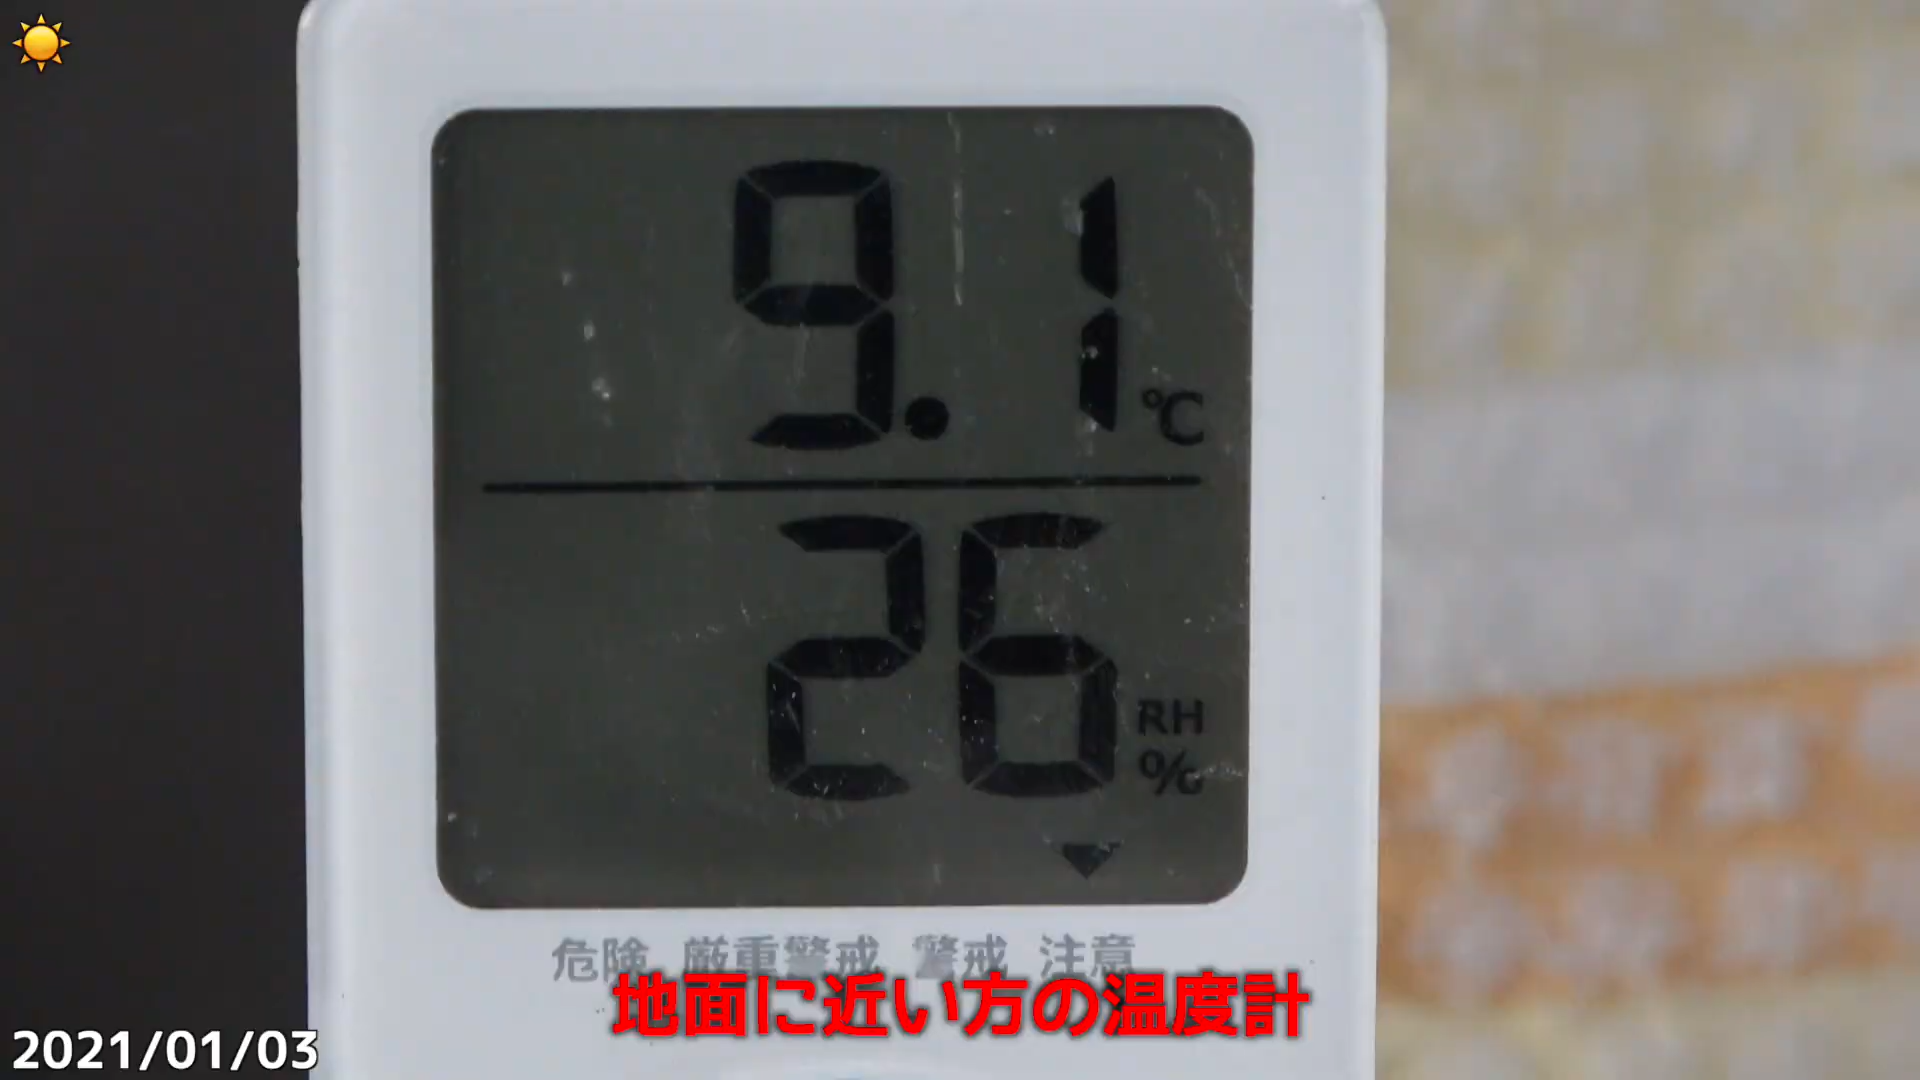 9.1 ℃
26 RH %
危険 厳重警戒 警戒 注意
地面に近い方の温度計
2021/01/03